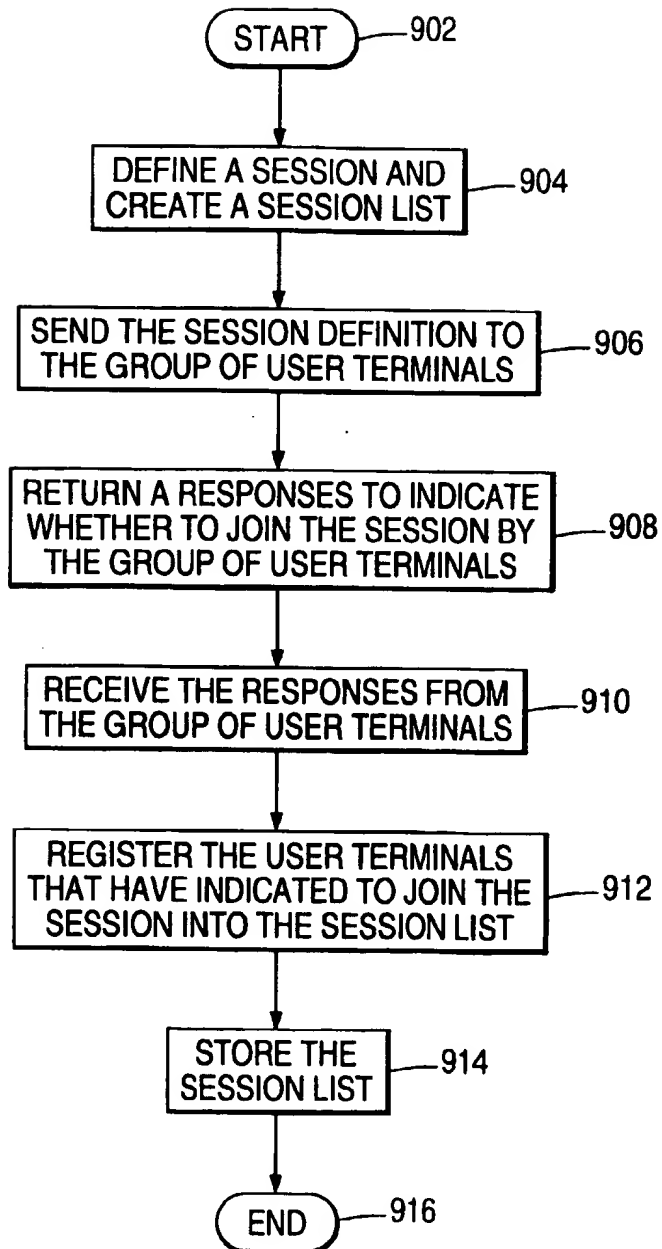 START
902
DEFINE A SESSION AND
CREATE A SESSION LIST
904
SEND THE SESSION DEFINITION TO
THE GROUP OF USER TERMINALS
906
RETURN A RESPONSES TO INDICATE
WHETHER TO JOIN THE SESSION BY
THE GROUP OF USER TERMINALS
908
RECEIVE THE RESPONSES FROM
THE GROUP OF USER TERMINALS
910
REGISTER THE USER TERMINALS
THAT HAVE INDICATED TO JOIN THE
SESSION INTO THE SESSION LIST
912
STORE THE
SESSION LIST
914
END
916